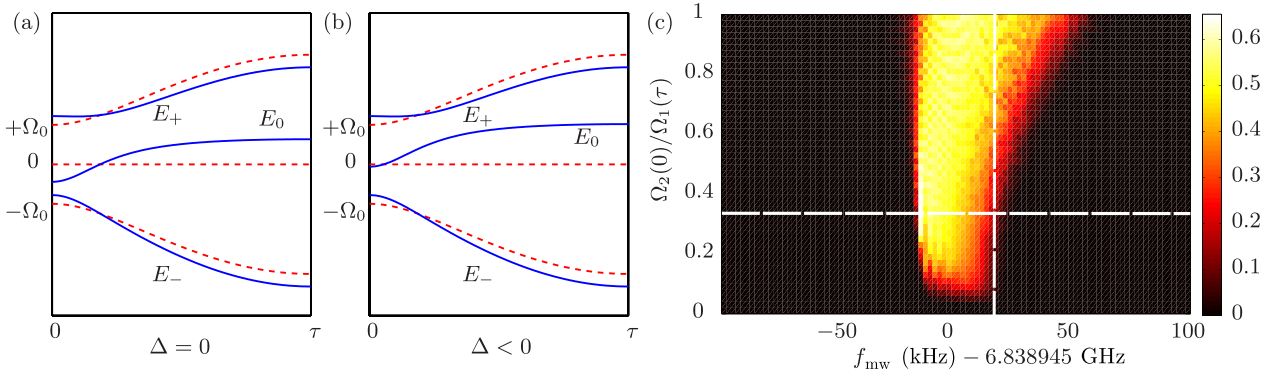 (a)
E₊
E₀
+Ω₀
0
−Ω₀
E₋
0
τ
Δ = 0
(b)
E₊
E₀
+Ω₀
0
−Ω₀
E₋
0
τ
Δ < 0
(c)
Ω₂(0)/Ω₁(τ)
1
0.8
0.6
0.4
0.2
0
−50
0
50
100
f_mw (kHz) − 6.838945 GHz
0.6
0.5
0.4
0.3
0.2
0.1
0